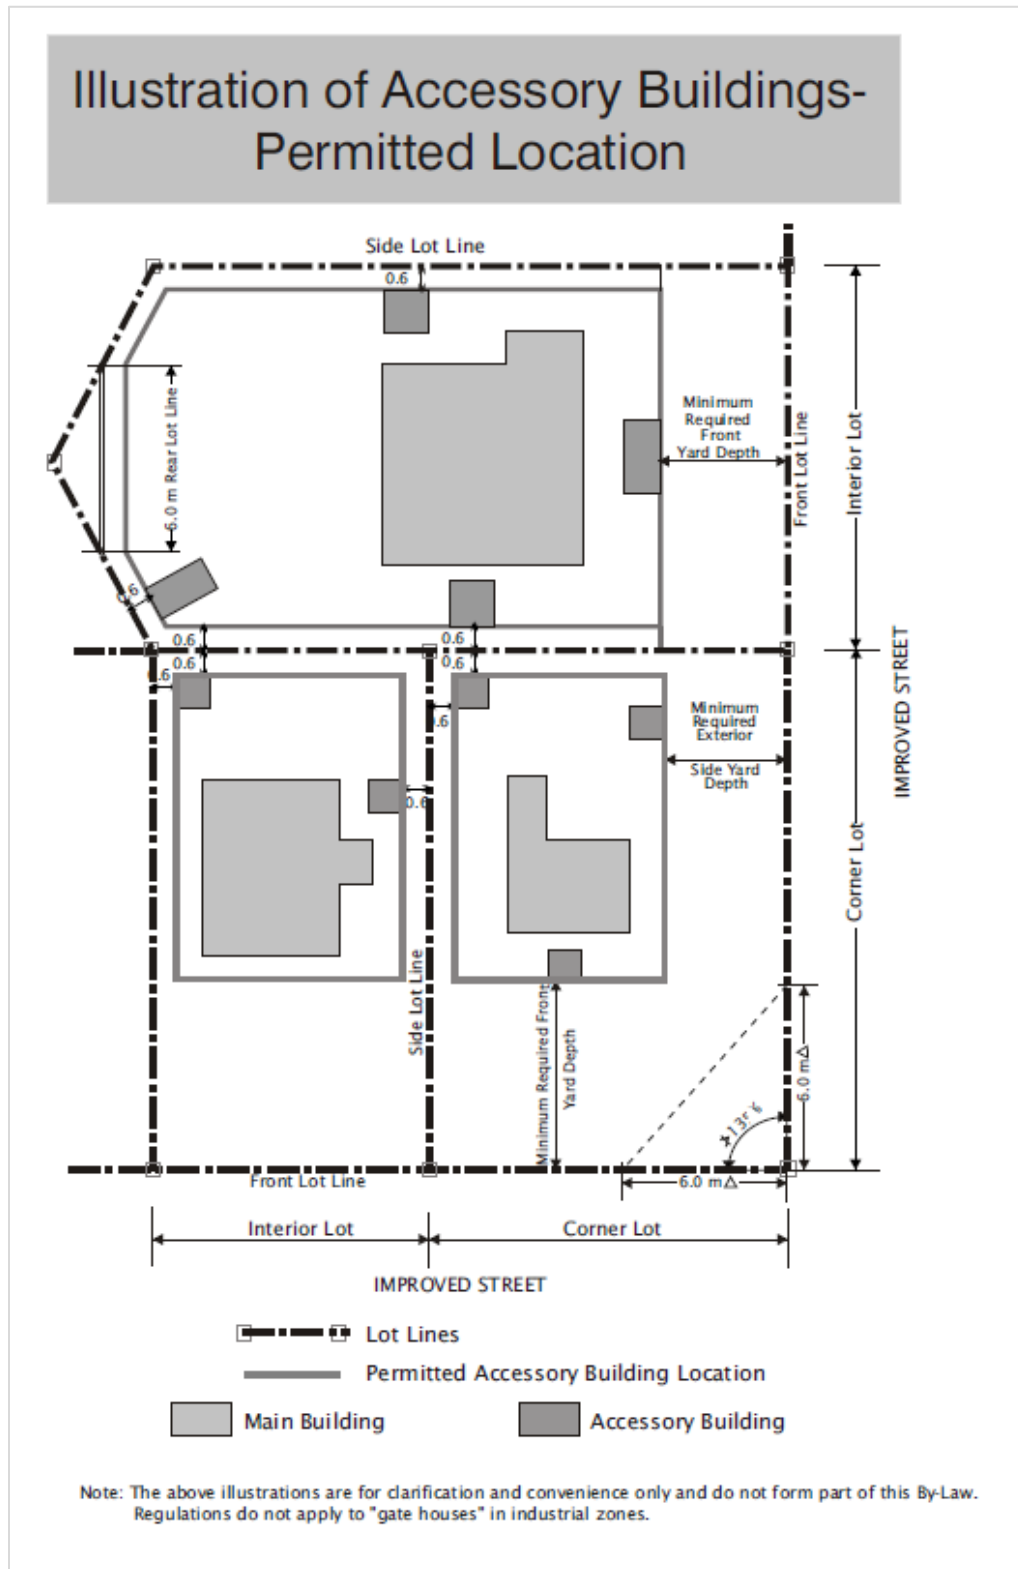 Illustration of Accessory Buildings-
Permitted Location
Side Lot Line
0.6
6.0 m Rear Lot Line
Minimum
Required
Front
Yard Depth
Front Lot Line
Interior Lot
0.6
0.6
0.6
0.6
0.6
.6
.6
0.6
Minimum
Required
Exterior
Side Yard
Depth
IMPROVED STREET
Corner Lot
Side Lot Line
Minimum Required Front
Yard Depth
6.0 m△
6.0 m△
Front Lot Line
Interior Lot
Corner Lot
IMPROVED STREET
Lot Lines
Permitted Accessory Building Location
Main Building
Accessory Building
Note: The above illustrations are for clarification and convenience only and do not form part of this By-Law.
Regulations do not apply to "gate houses" in industrial zones.